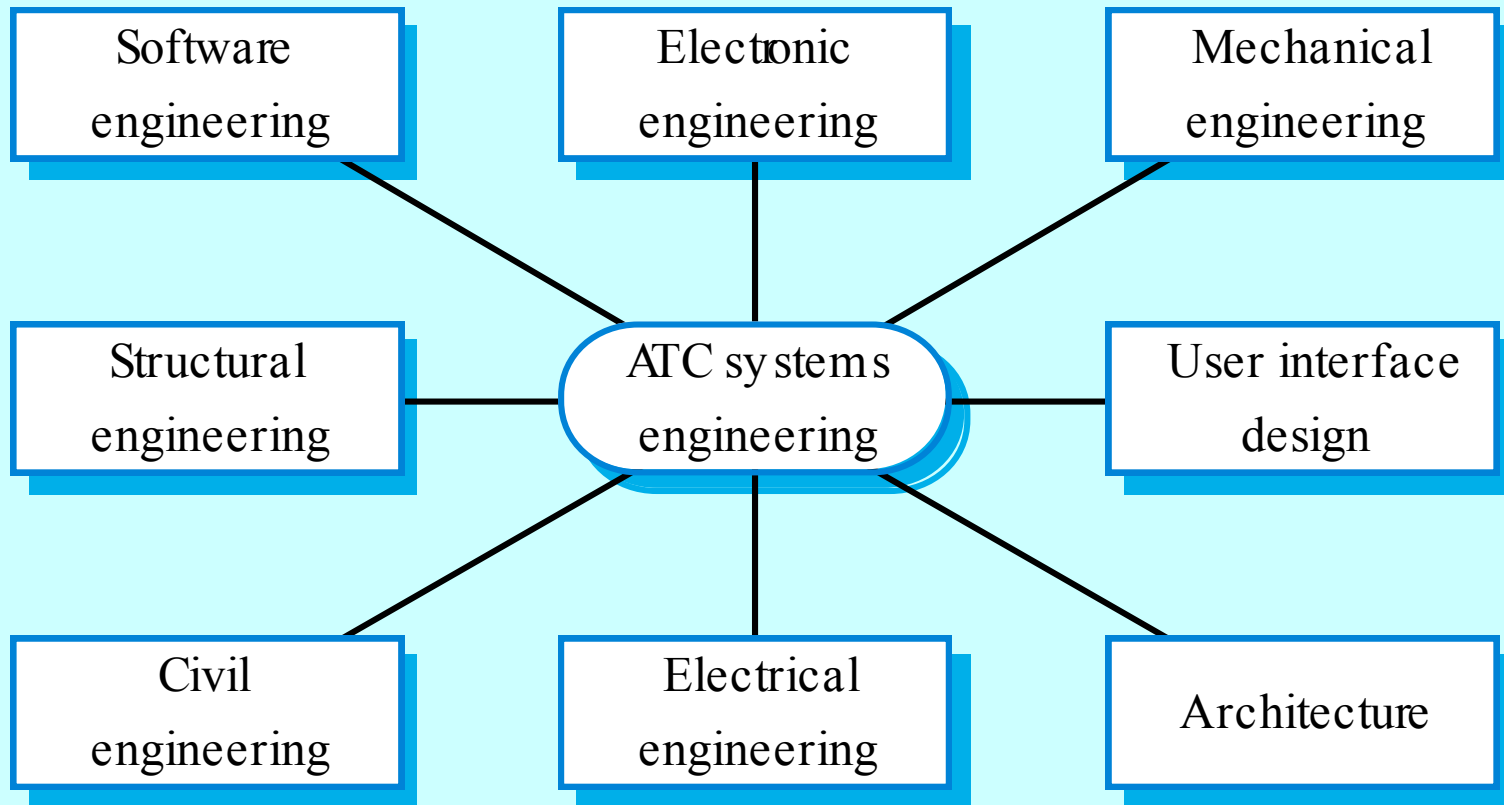 Software
engineering
Electronic
engineering
Mechanical
engineering
Structural
engineering
ATC systems
engineering
User interface
design
Civil
engineering
Electrical
engineering
Architecture